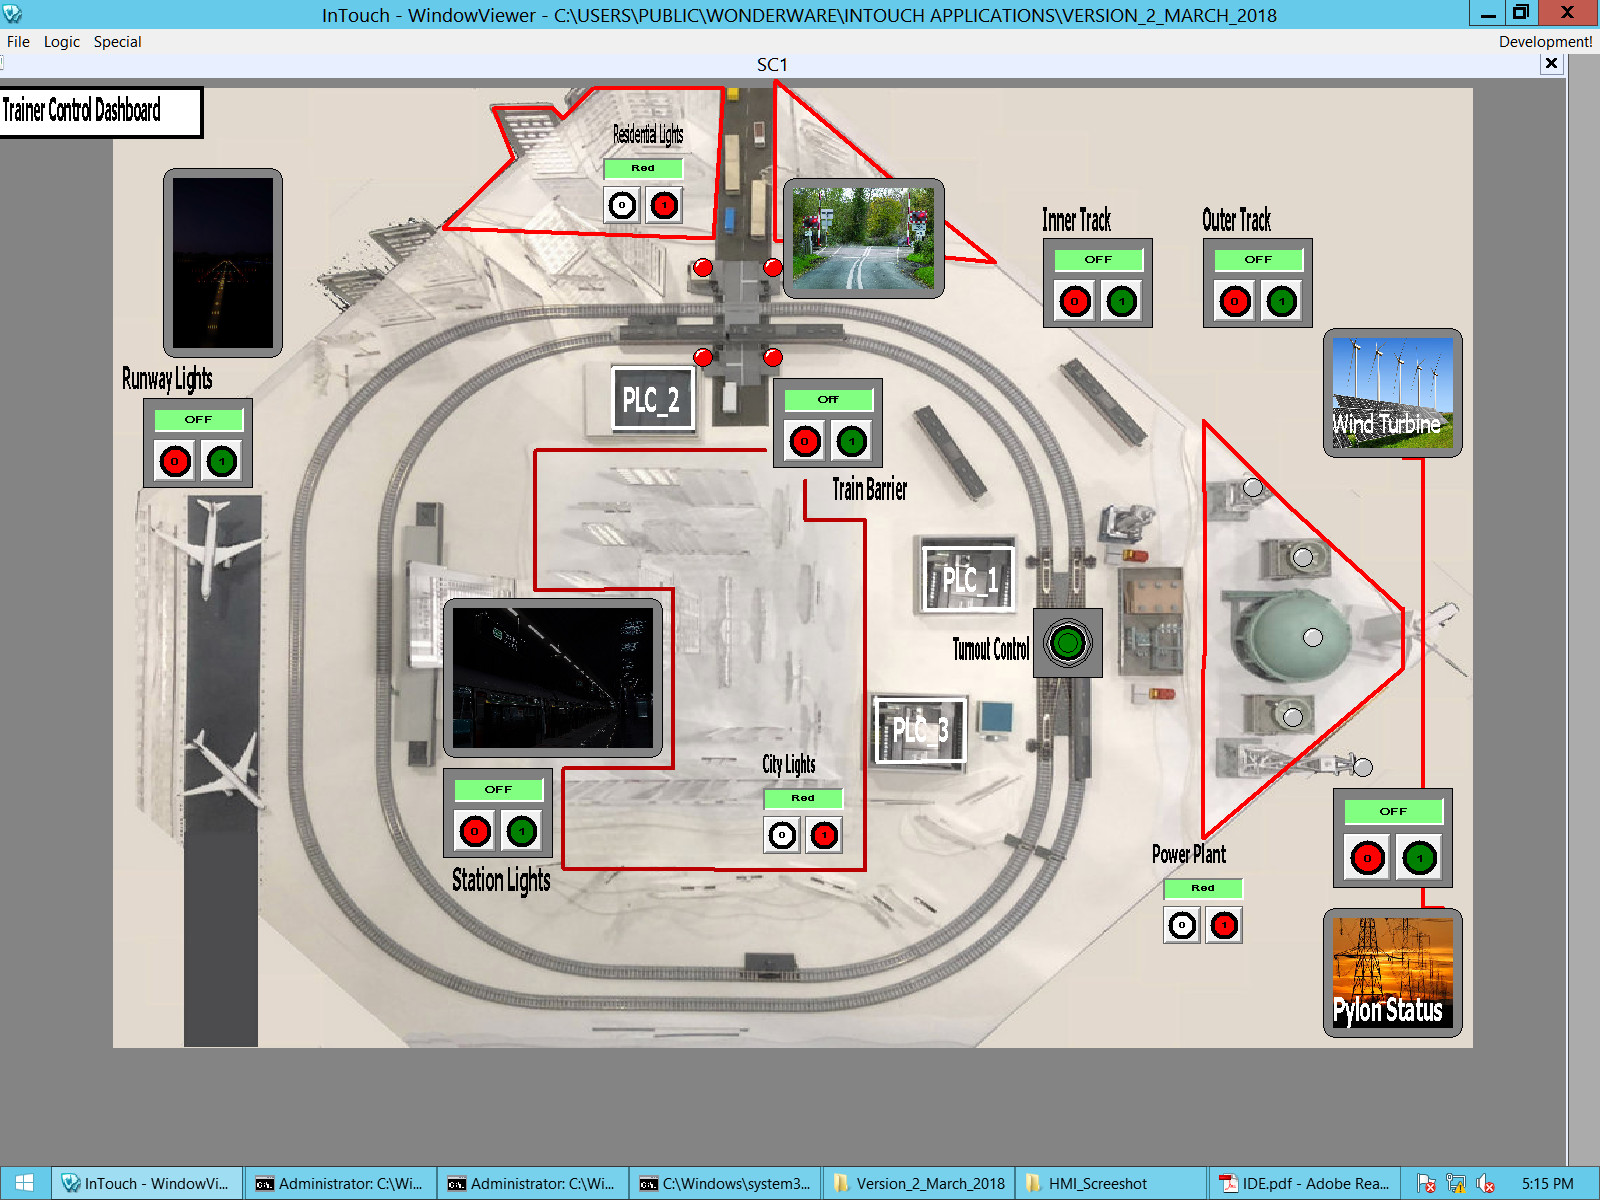 InTouch - WindowViewer - C:\USERS\PUBLIC\WONDERWARE\INTOUCH APPLICATIONS\VERSION_2_MARCH_2018
File Logic Special
Development!
SC1
Trainer Control Dashboard
Residential Lights
Red
0 1
Inner Track
OFF
0 1
Outer Track
OFF
0 1
Runway Lights
OFF
0 1
PLC_2
Off
0 1
Train Barrier
Wind Turbine
PLC_1
Turnout Control
PLC_3
City Lights
Red
0 1
OFF
0 1
Station Lights
OFF
0 1
Power Plant
Red
0 1
Pylon Status
InTouch - WindowVi...
Administrator: C:\Wi...
Administrator: C:\Wi...
C:\Windows\system3...
Version_2_March_2018
HMI_Screeshot
IDE.pdf - Adobe Rea...
5:15 PM